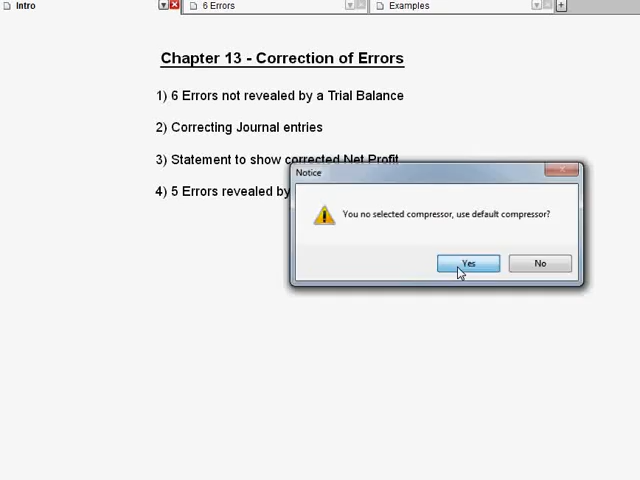 Intro
6 Errors
Examples
Chapter 13 - Correction of Errors
1) 6 Errors not revealed by a Trial Balance
2) Correcting Journal entries
3) Statement to show corrected Net Profit
4) 5 Errors revealed by
Notice
You no selected compressor, use default compressor?
Yes
No